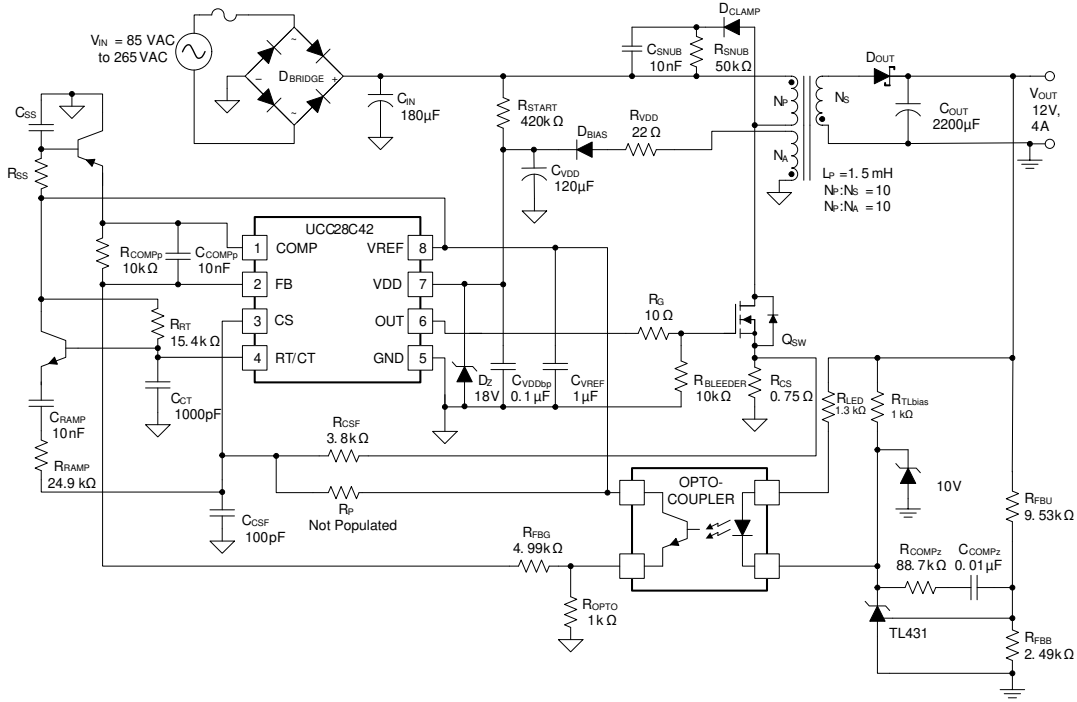 VIN = 85 VAC
to 265 VAC
~
− DBRIDGE +
~
CIN
180µF
DCLAMP
CSNUB
10nF
RSNUB
50kΩ
NP
NS
NA
DOUT
COUT
2200µF
VOUT
12V,
4A
LP =1.5 mH
NP:NS = 10
NP:NA = 10
RSTART
420kΩ
RVDD
22Ω
DBIAS
CVDD
120µF
CSS
RSS
UCC28C42
1 COMP
2 FB
3 CS
4 RT/CT
VREF 8
VDD 7
OUT 6
GND 5
RCOMPp
10kΩ
CCOMPp
10nF
RRT
15.4kΩ
CCT
1000pF
CRAMP
10nF
RRAMP
24.9 kΩ
DZ
18V
CVDDbp
0.1µF
CVREF
1µF
RG
10Ω
QSW
RBLEEDER
10kΩ
RCS
0.75Ω
RLED
1.3 kΩ
RTLbias
1 kΩ
RCSF
3.8kΩ
RP
Not Populated
CCSF
100pF
OPTO-
COUPLER
10V
RFBU
9.53kΩ
RFBG
4.99kΩ
ROPTO
1kΩ
RCOMPz
88.7kΩ
CCOMPz
0.01µF
TL431
RFBB
2.49kΩ